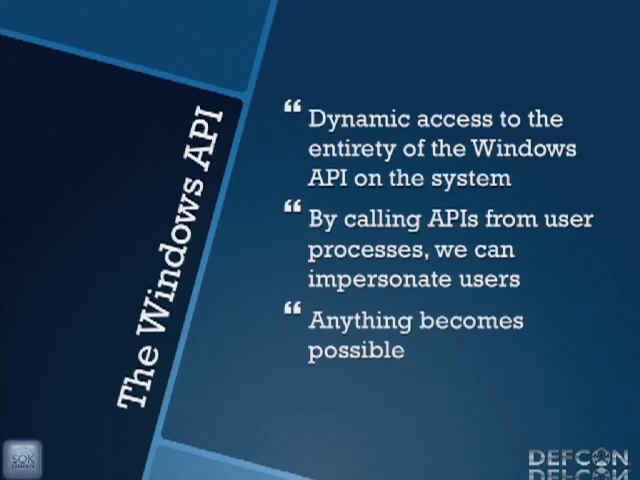 The Windows API
“ Dynamic access to the
entirety of the Windows
API on the system
“ By calling APIs from user
processes, we can
impersonate users
“ Anything becomes
possible
SOK
DEFCON